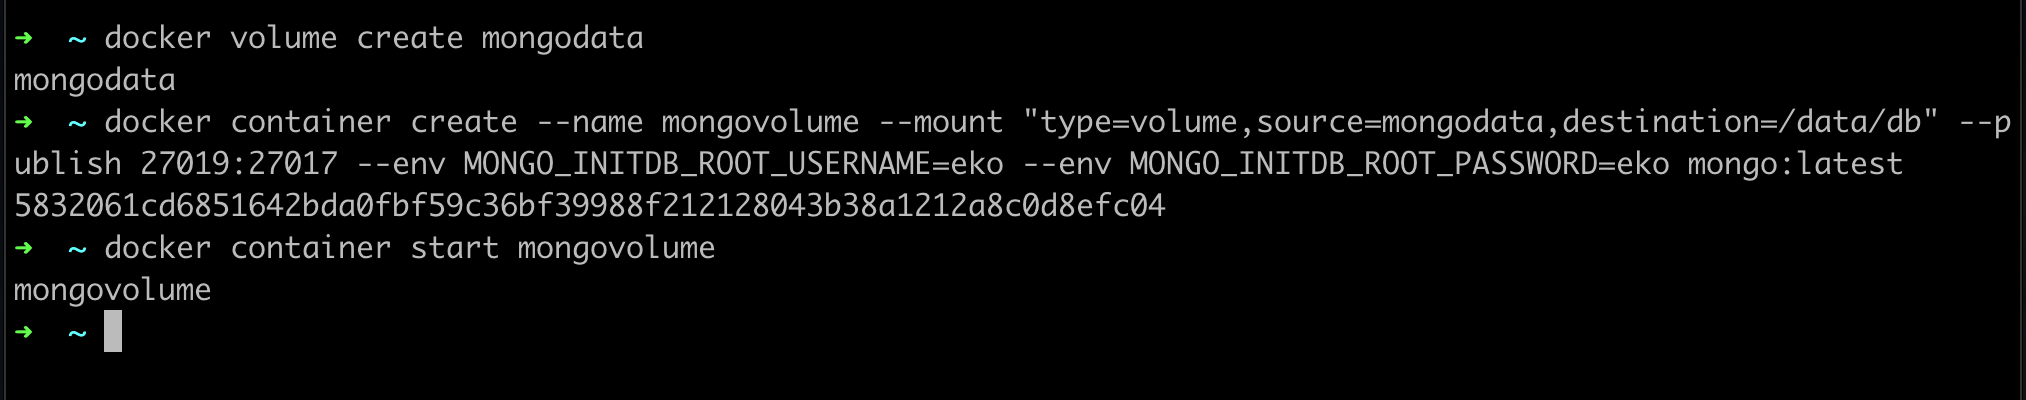 ➜  ~ docker volume create mongodata
mongodata
➜  ~ docker container create --name mongovolume --mount "type=volume,source=mongodata,destination=/data/db" --p
ublish 27019:27017 --env MONGO_INITDB_ROOT_USERNAME=eko --env MONGO_INITDB_ROOT_PASSWORD=eko mongo:latest
5832061cd6851642bda0fbf59c36bf39988f212128043b38a1212a8c0d8efc04
➜  ~ docker container start mongovolume
mongovolume
➜  ~